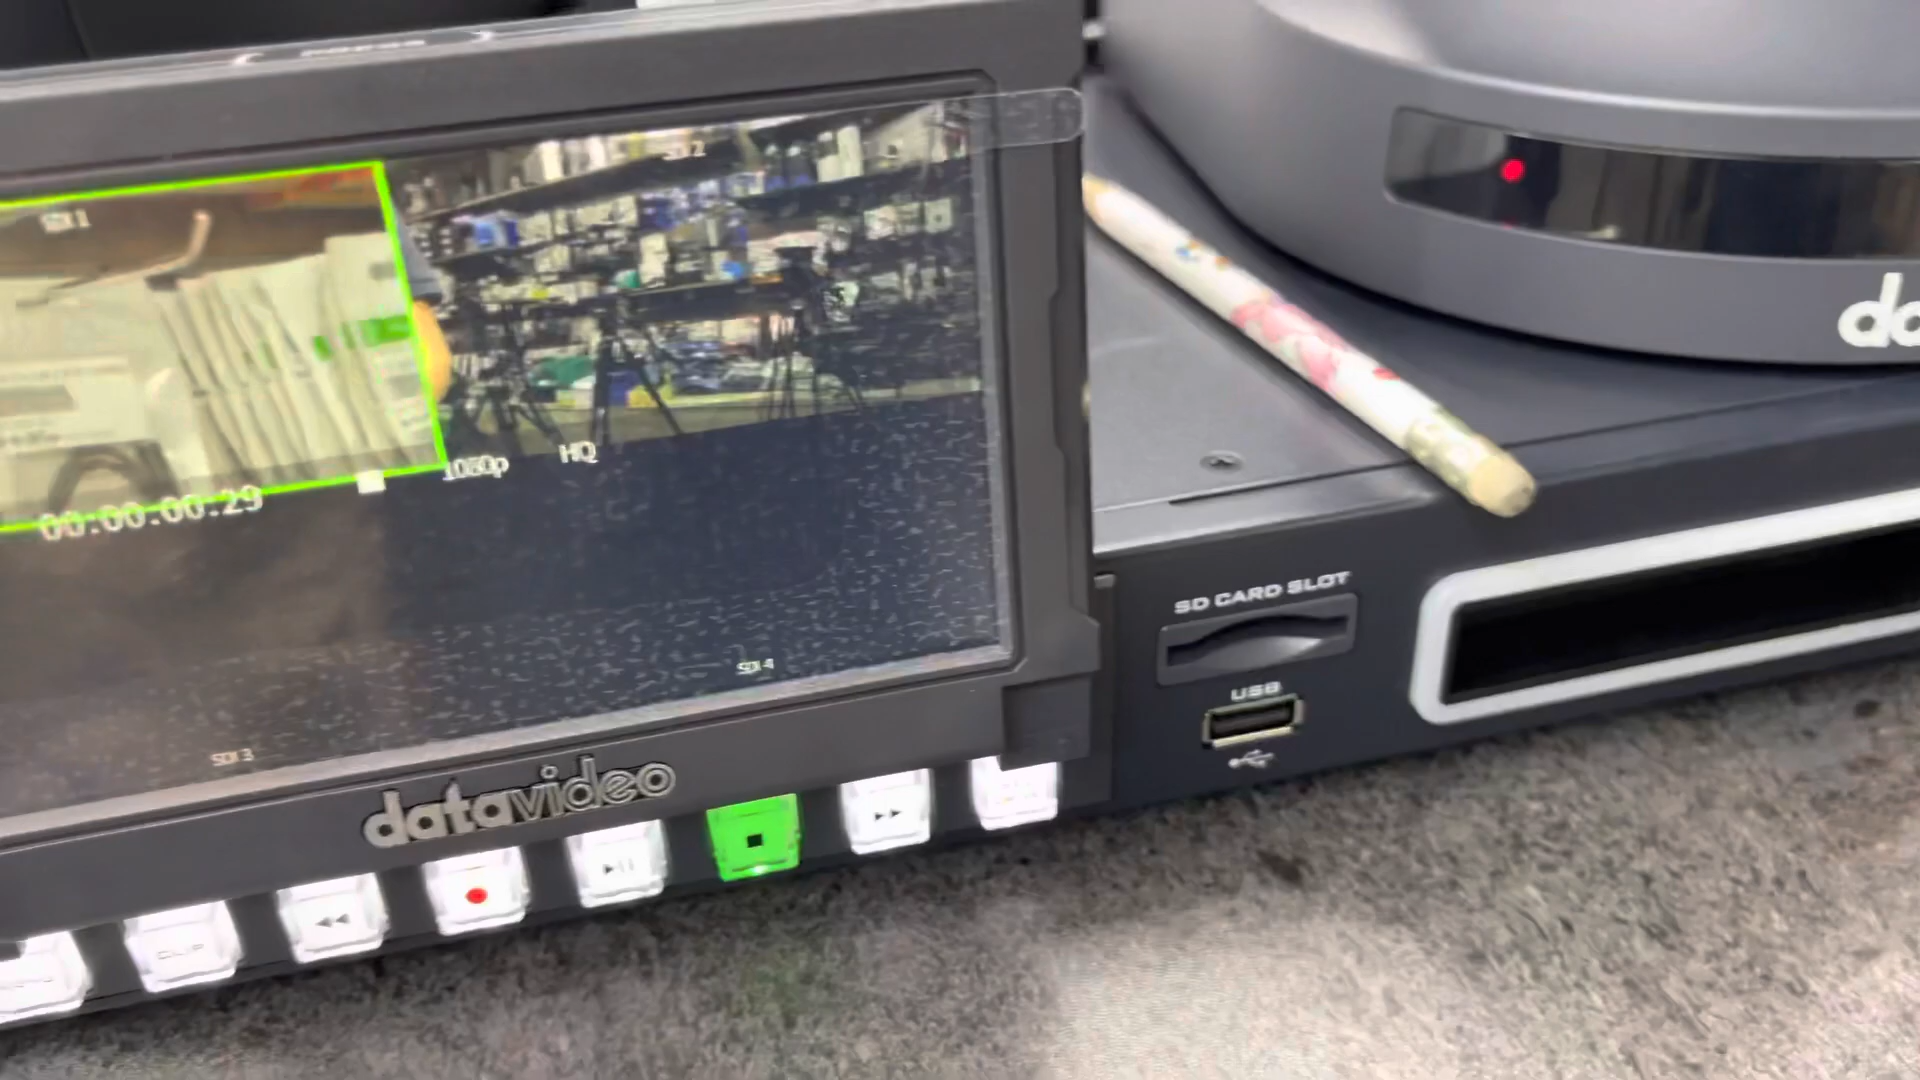 SDI 1
SDI 2
1080p
HQ
00:00:00:29
SDI 3
SDI 4
datavideo
CLIP
SD CARD SLOT
USB
da